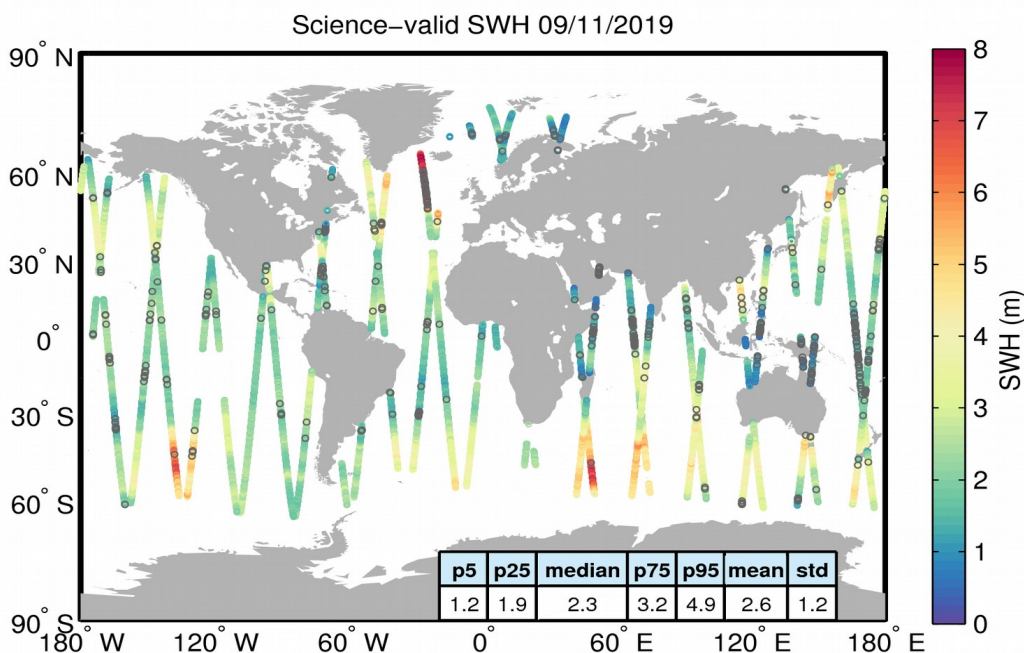 Science−valid SWH 09/11/2019
90° N
60° N
30° N
0°
30° S
60° S
90° S
180° W
120° W
60° W
0°
60° E
120° E
180° E
p5 p25 median p75 p95 mean std
1.2 1.9 2.3 3.2 4.9 2.6 1.2
8
7
6
5
4
3
2
1
0
SWH (m)